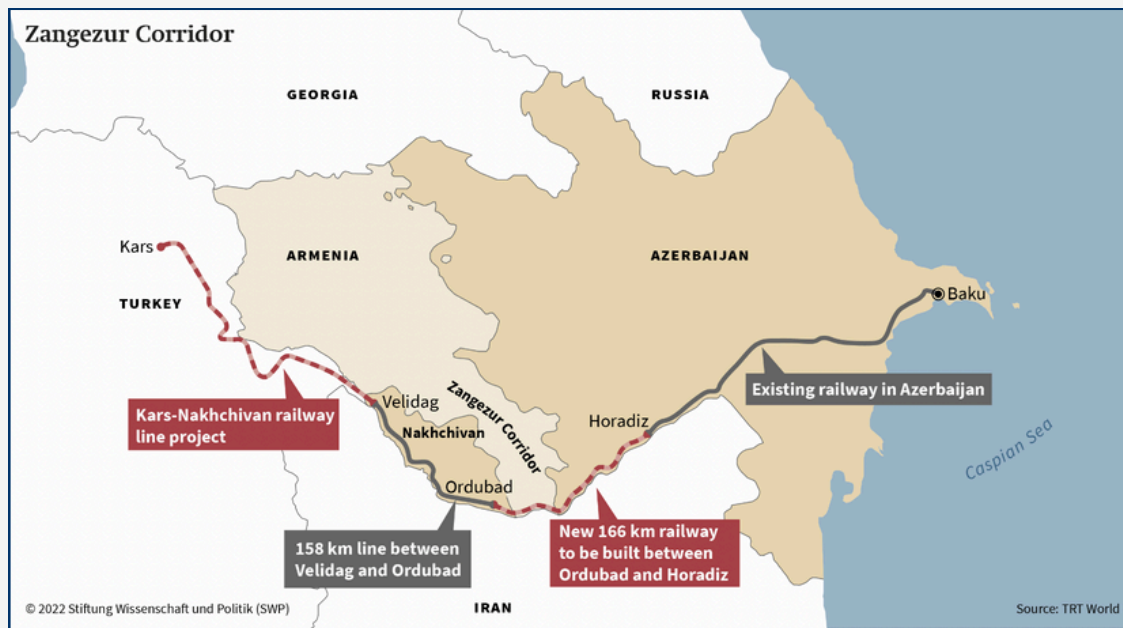 Zangezur Corridor
GEORGIA
RUSSIA
Kars
ARMENIA
AZERBAIJAN
TURKEY
Baku
Existing railway in Azerbaijan
Kars-Nakhchivan railway
line project
Velidag
Zangezur Corridor
Horadiz
Nakhchivan
Caspian Sea
Ordubad
158 km line between
Velidag and Ordubad
New 166 km railway
to be built between
Ordubad and Horadiz
© 2022 Stiftung Wissenschaft und Politik (SWP)
IRAN
Source: TRT World